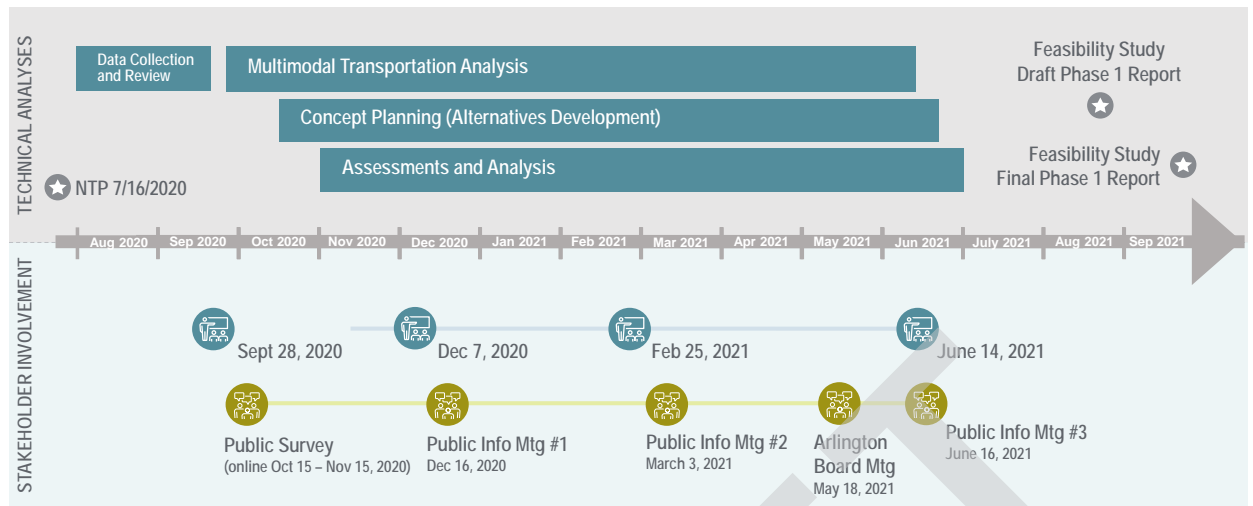 TECHNICAL ANALYSES
Data Collection
and Review
Multimodal Transportation Analysis
Concept Planning (Alternatives Development)
Assessments and Analysis
Feasibility Study
Draft Phase 1 Report
Feasibility Study
Final Phase 1 Report
NTP 7/16/2020
Aug 2020 Sep 2020 Oct 2020 Nov 2020 Dec 2020 Jan 2021 Feb 2021 Mar 2021 Apr 2021 May 2021 Jun 2021 July 2021 Aug 2021 Sep 2021
STAKEHOLDER INVOLVEMENT
Sept 28, 2020
Dec 7, 2020
Feb 25, 2021
June 14, 2021
Public Survey
(online Oct 15 – Nov 15, 2020)
Public Info Mtg #1
Dec 16, 2020
Public Info Mtg #2
March 3, 2021
Arlington
Board Mtg
May 18, 2021
Public Info Mtg #3
June 16, 2021